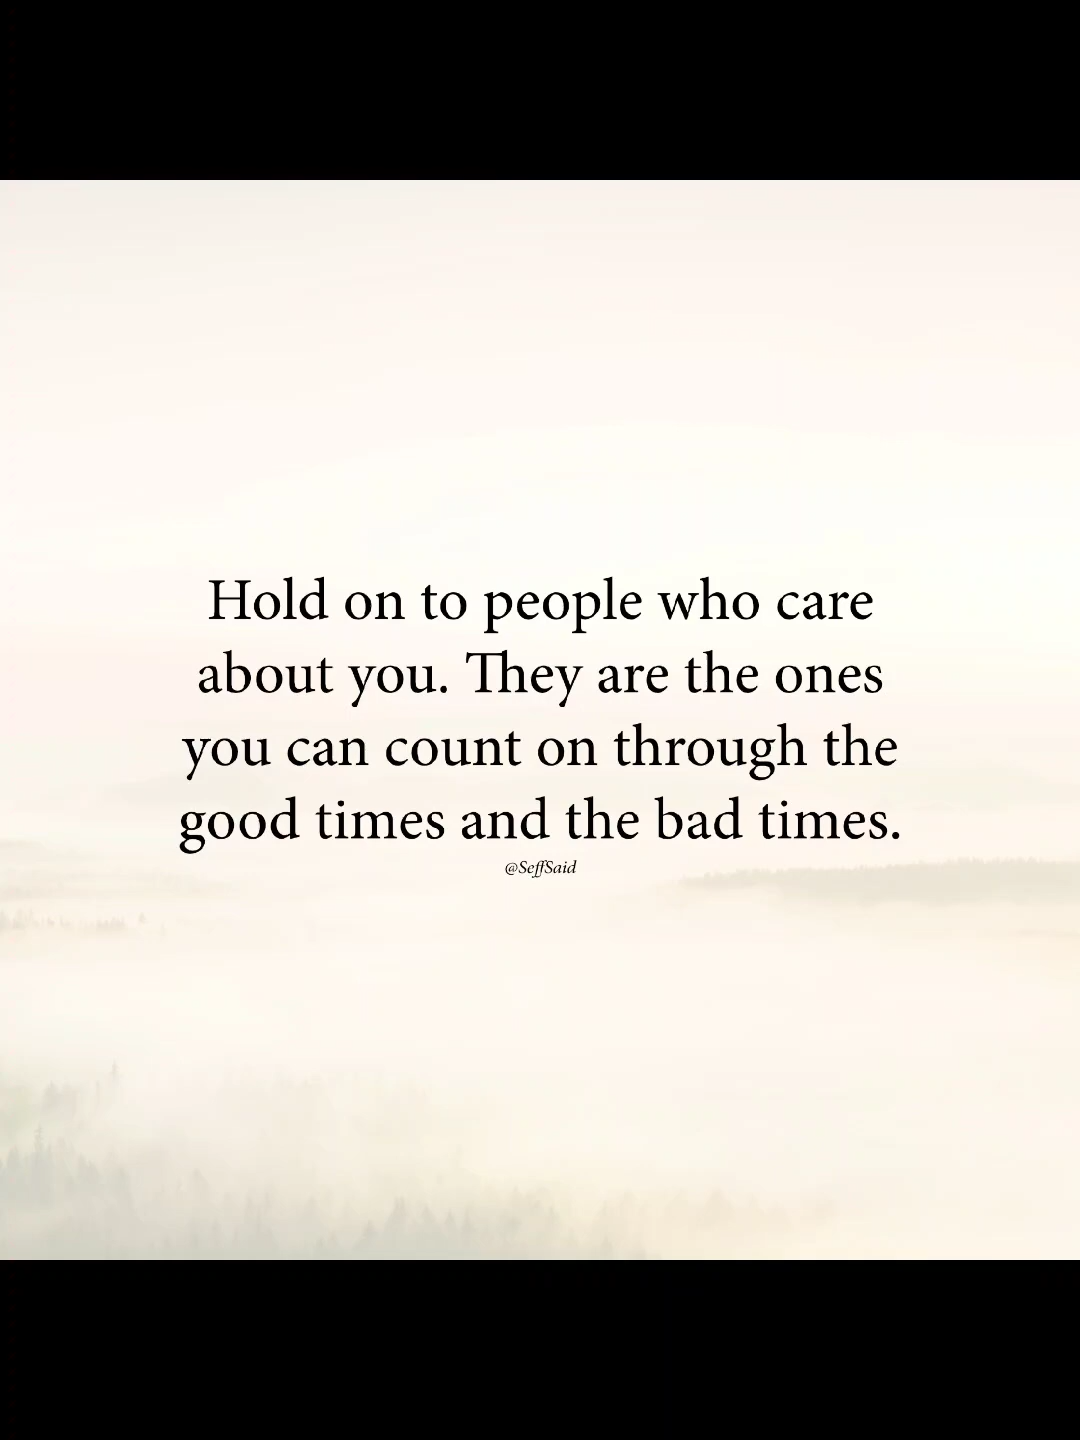 Hold on to people who care
about you. They are the ones
you can count on through the
good times and the bad times.
@SeffSaid